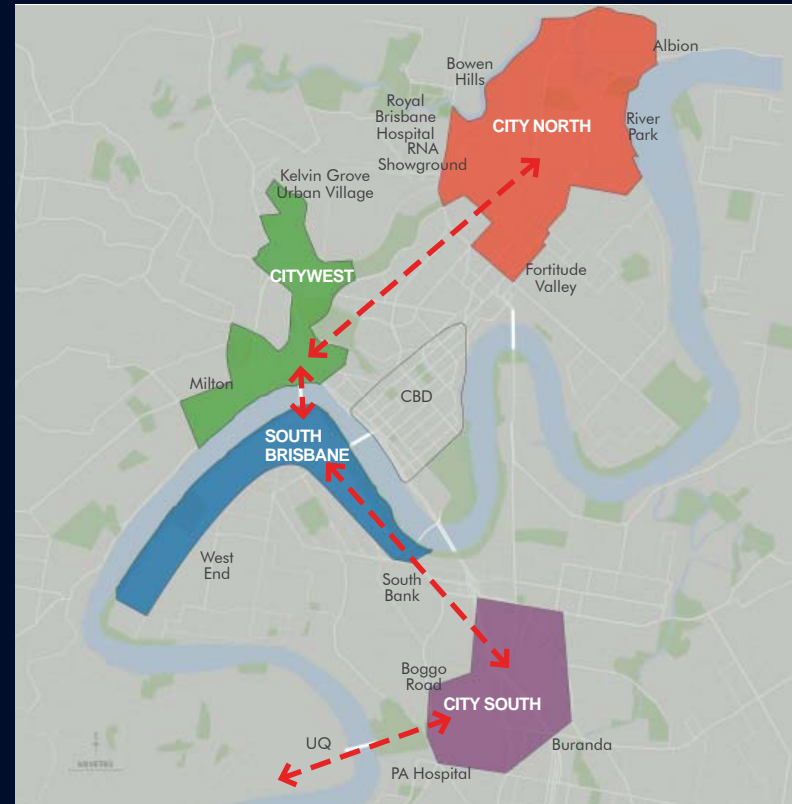 Albion
Bowen
Hills
Royal
Brisbane
Hospital
RNA
Showground
CITY NORTH
River
Park
Kelvin Grove
Urban Village
CITYWEST
Fortitude
Valley
Milton
CBD
SOUTH
BRISBANE
West
End
South
Bank
Boggo
Road
CITY SOUTH
UQ
Buranda
PA Hospital